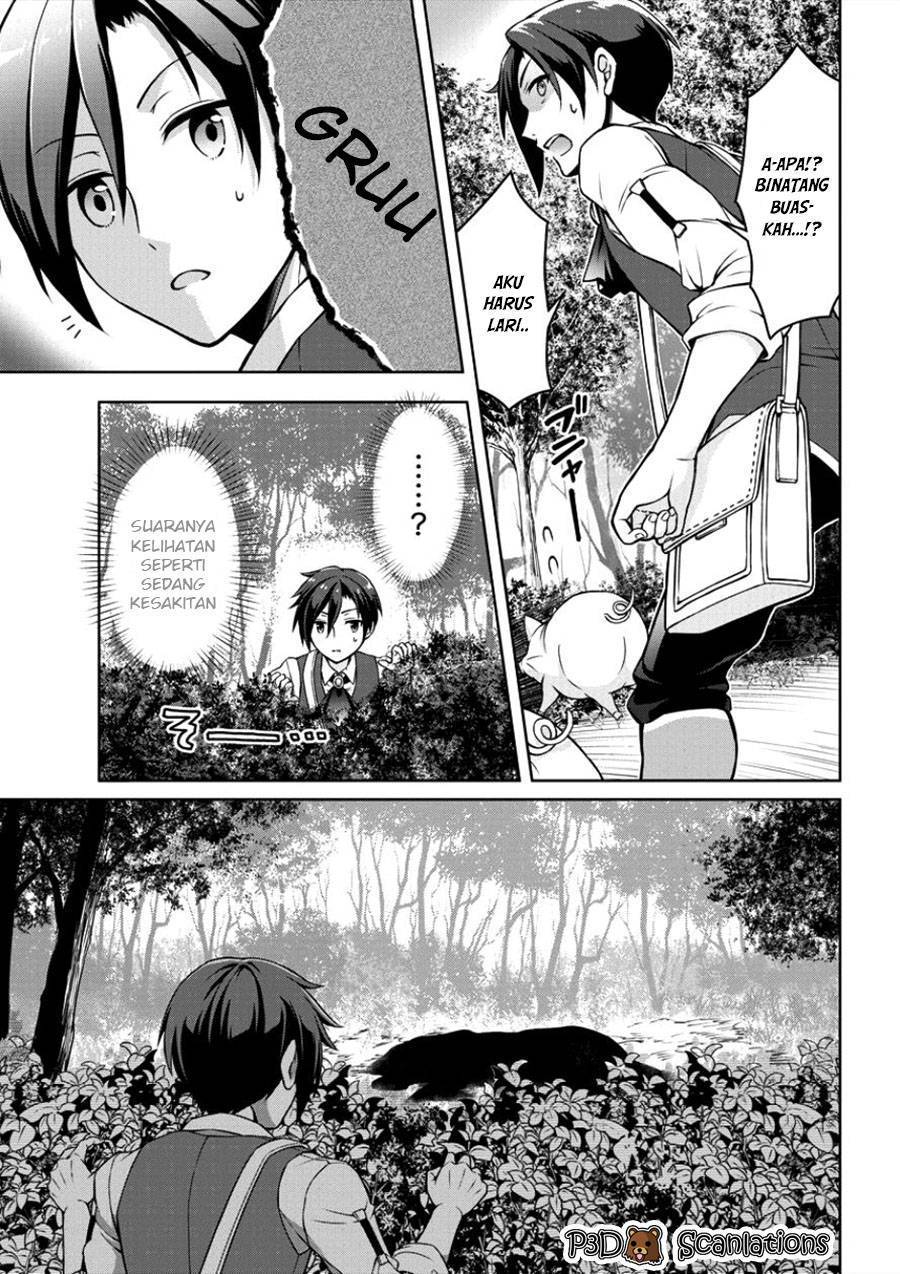 A-APA!?
BINATANG
BUAS-
KAH...!?
AKU
HARUS
LARI..
ブニャー
GRUU
........?
SUARANYA
KELIHATAN
SEPERTI
SEDANG
KESAKITAN
そー…
P3D Scanlations